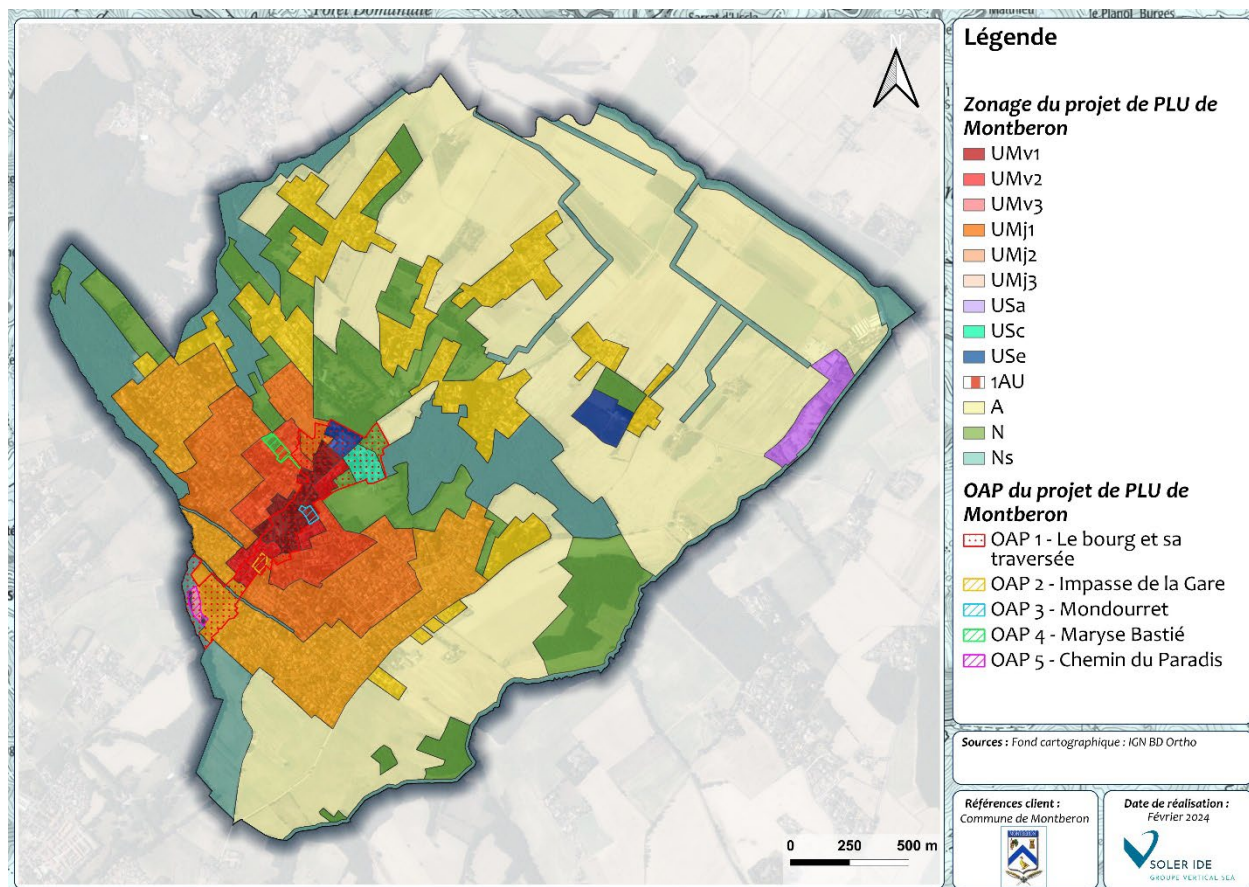 Forêt Domaniale
le Planol Burges
N
Légende
Zonage du projet de PLU de
Montberon
UMv1
UMv2
UMv3
UMj1
UMj2
UMj3
USa
USc
USe
1AU
A
N
Ns
OAP du projet de PLU de
Montberon
OAP 1 - Le bourg et sa
traversée
OAP 2 - Impasse de la Gare
OAP 3 - Mondourret
OAP 4 - Maryse Bastié
OAP 5 - Chemin du Paradis
Sources : Fond cartographique : IGN BD Ortho
0 250 500 m
Références client :
Commune de Montberon
MONTBERON
Date de réalisation :
Février 2024
SOLER IDE
GROUPE VERTICAL SEA